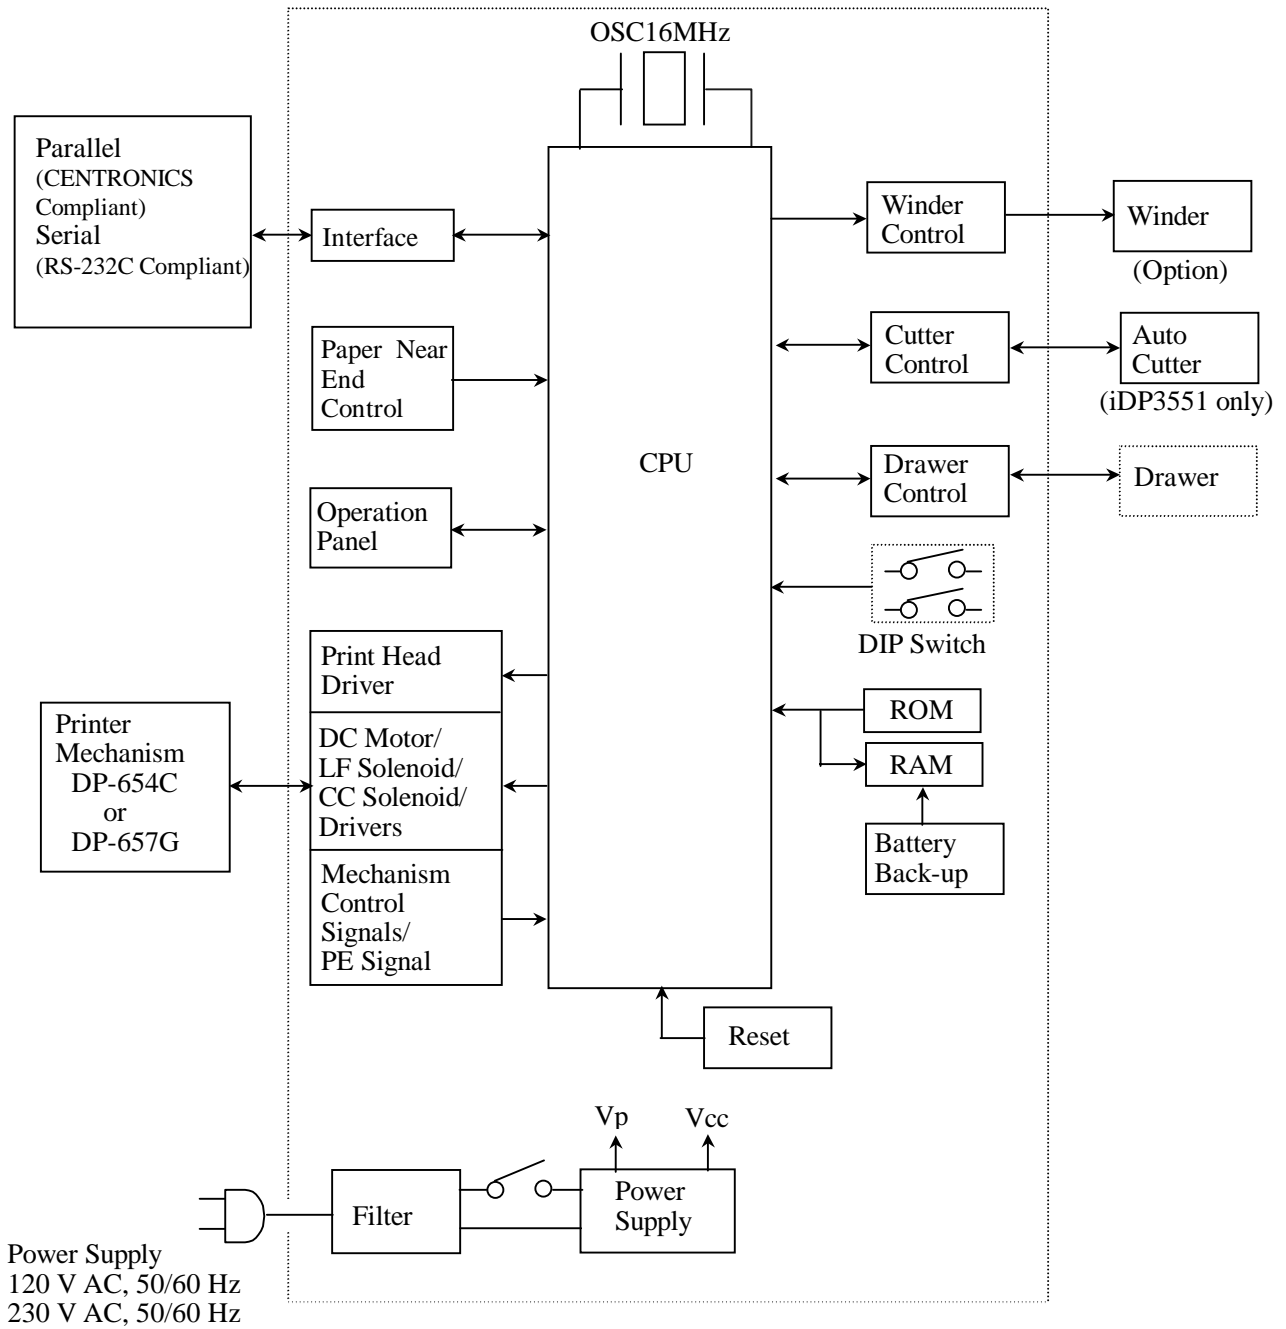 OSC16MHz
Parallel
(CENTRONICS
Compliant)
Serial
(RS-232C Compliant)
Interface
Paper Near
End
Control
Operation
Panel
Print Head
Driver
DC Motor/
LF Solenoid/
CC Solenoid/
Drivers
Mechanism
Control
Signals/
PE Signal
Printer
Mechanism
DP-654C
or
DP-657G
CPU
Winder
Control
Winder
(Option)
Cutter
Control
Auto
Cutter
(iDP3551 only)
Drawer
Control
Drawer
DIP Switch
ROM
RAM
Battery
Back-up
Reset
Vp
Vcc
Filter
Power
Supply
Power Supply
120 V AC, 50/60 Hz
230 V AC, 50/60 Hz